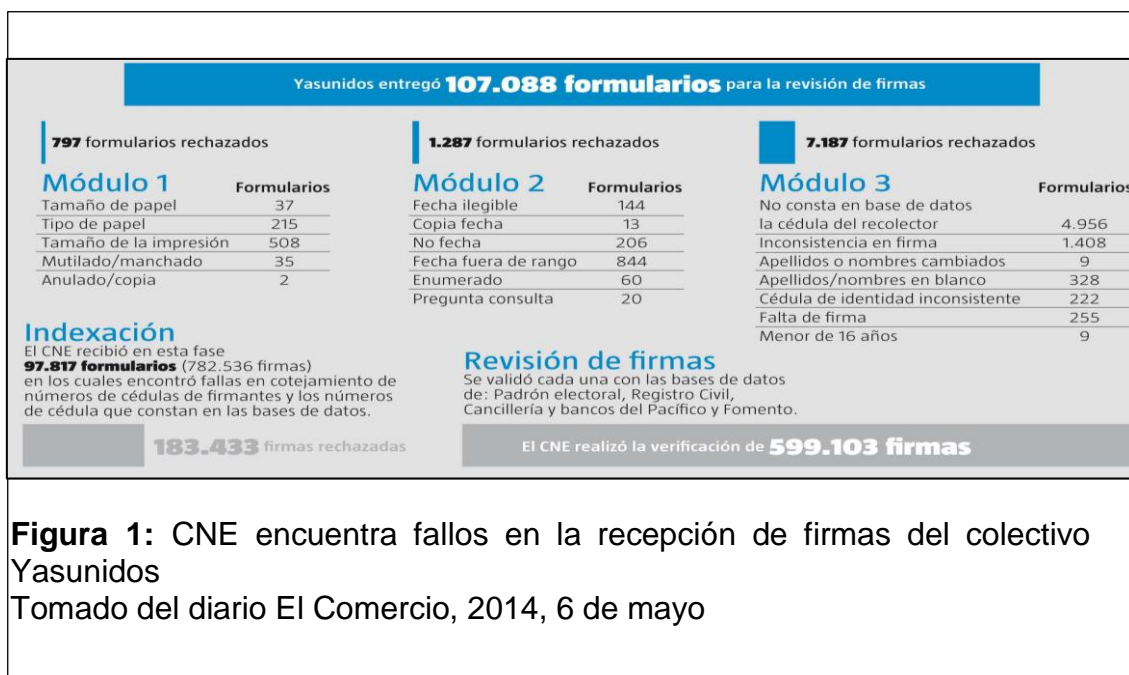 Yasunidos entregó 107.088 formularios para la revisión de firmas
797 formularios rechazados
Módulo 1 Formularios
Tamaño de papel 37
Tipo de papel 215
Tamaño de la impresión 508
Mutilado/manchado 35
Anulado/copia 2
1.287 formularios rechazados
Módulo 2 Formularios
Fecha ilegible 144
Copia fecha 13
No fecha 206
Fecha fuera de rango 844
Enumerado 60
Pregunta consulta 20
7.187 formularios rechazados
Módulo 3 Formularios
No consta en base de datos
la cédula del recolector 4.956
Inconsistencia en firma 1.408
Apellidos o nombres cambiados 9
Apellidos/nombres en blanco 328
Cédula de identidad inconsistente 222
Falta de firma 255
Menor de 16 años 9
Indexación
El CNE recibió en esta fase
97.817 formularios (782.536 firmas)
en los cuales encontró fallas en cotejamiento de
números de cédulas de firmantes y los números
de cédula que constan en las bases de datos.
183.433 firmas rechazadas
Revisión de firmas
Se validó cada una con las bases de datos
de: Padrón electoral, Registro Civil,
Cancillería y bancos del Pacífico y Fomento.
El CNE realizó la verificación de 599.103 firmas
Figura 1: CNE encuentra fallos en la recepción de firmas del colectivo
Yasunidos
Tomado del diario El Comercio, 2014, 6 de mayo